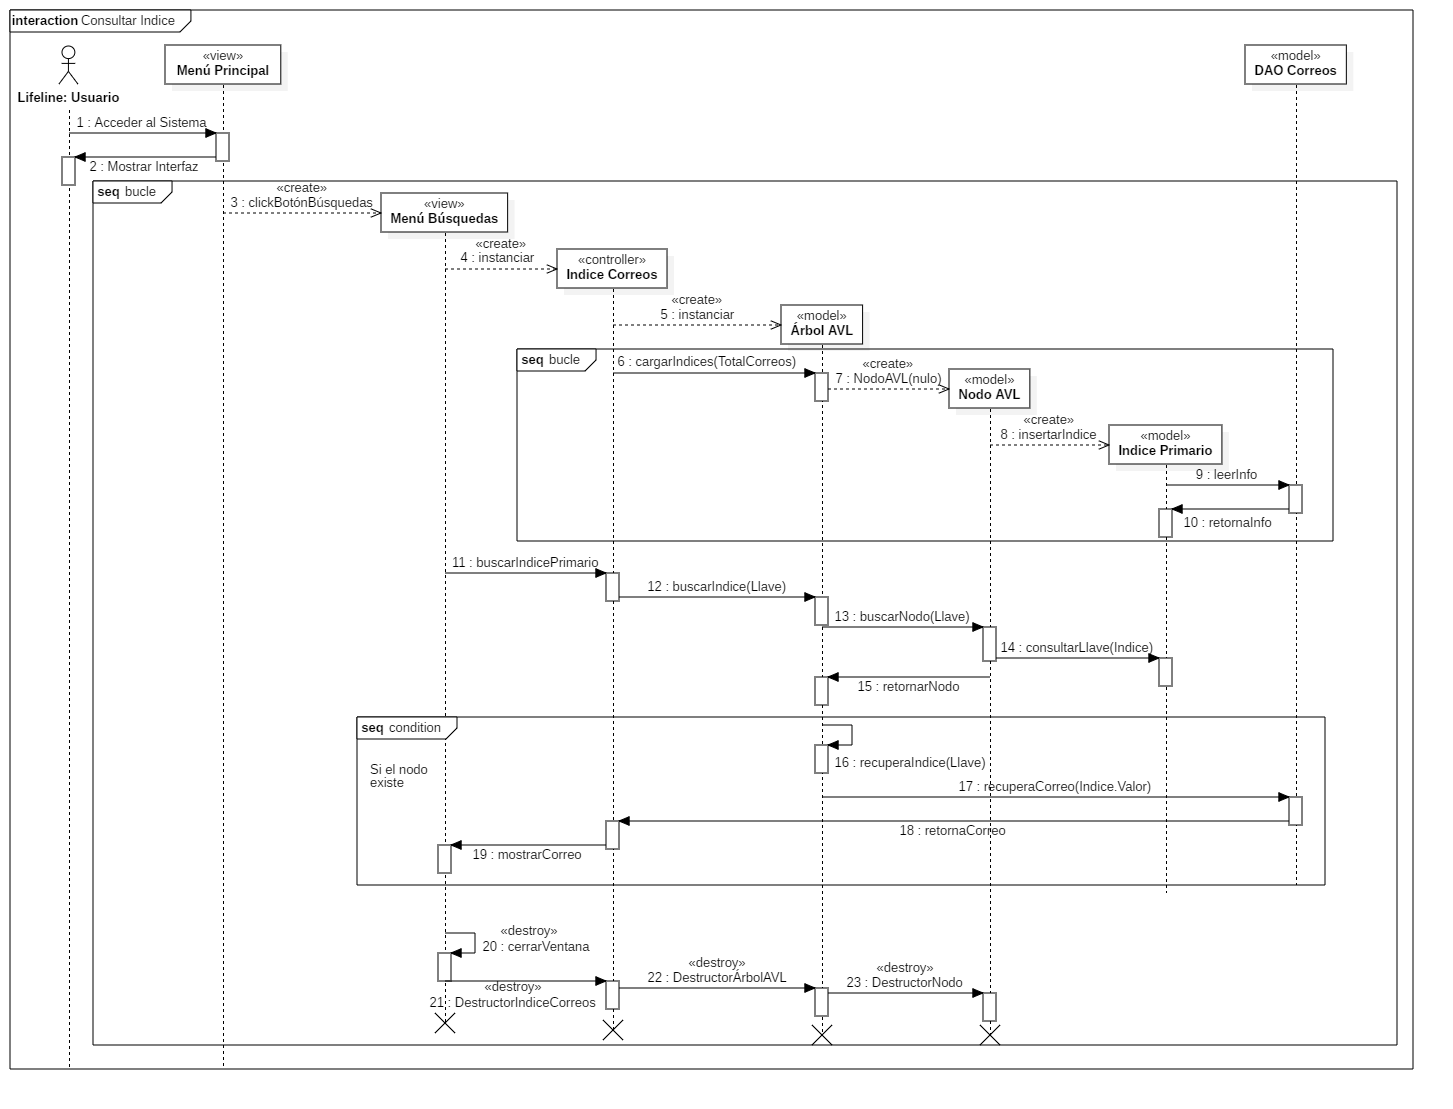 interaction Consultar Indice
Lifeline: Usuario
«view»
Menú Principal
«model»
DAO Correos
1 : Acceder al Sistema
2 : Mostrar Interfaz
seq bucle
«create»
3 : clickBotónBúsquedas
«view»
Menú Búsquedas
«create»
4 : instanciar
«controller»
Indice Correos
«create»
5 : instanciar
«model»
Árbol AVL
seq bucle
6 : cargarIndices(TotalCorreos)
«create»
7 : NodoAVL(nulo)
«model»
Nodo AVL
«create»
8 : insertarIndice
«model»
Indice Primario
9 : leerInfo
10 : retornaInfo
11 : buscarIndicePrimario
12 : buscarIndice(Llave)
13 : buscarNodo(Llave)
14 : consultarLlave(Indice)
15 : retornarNodo
seq condition
Si el nodo
existe
16 : recuperaIndice(Llave)
17 : recuperaCorreo(Indice.Valor)
18 : retornaCorreo
19 : mostrarCorreo
«destroy»
20 : cerrarVentana
«destroy»
21 : DestructorIndiceCorreos
«destroy»
22 : DestructorÁrbolAVL
«destroy»
23 : DestructorNodo